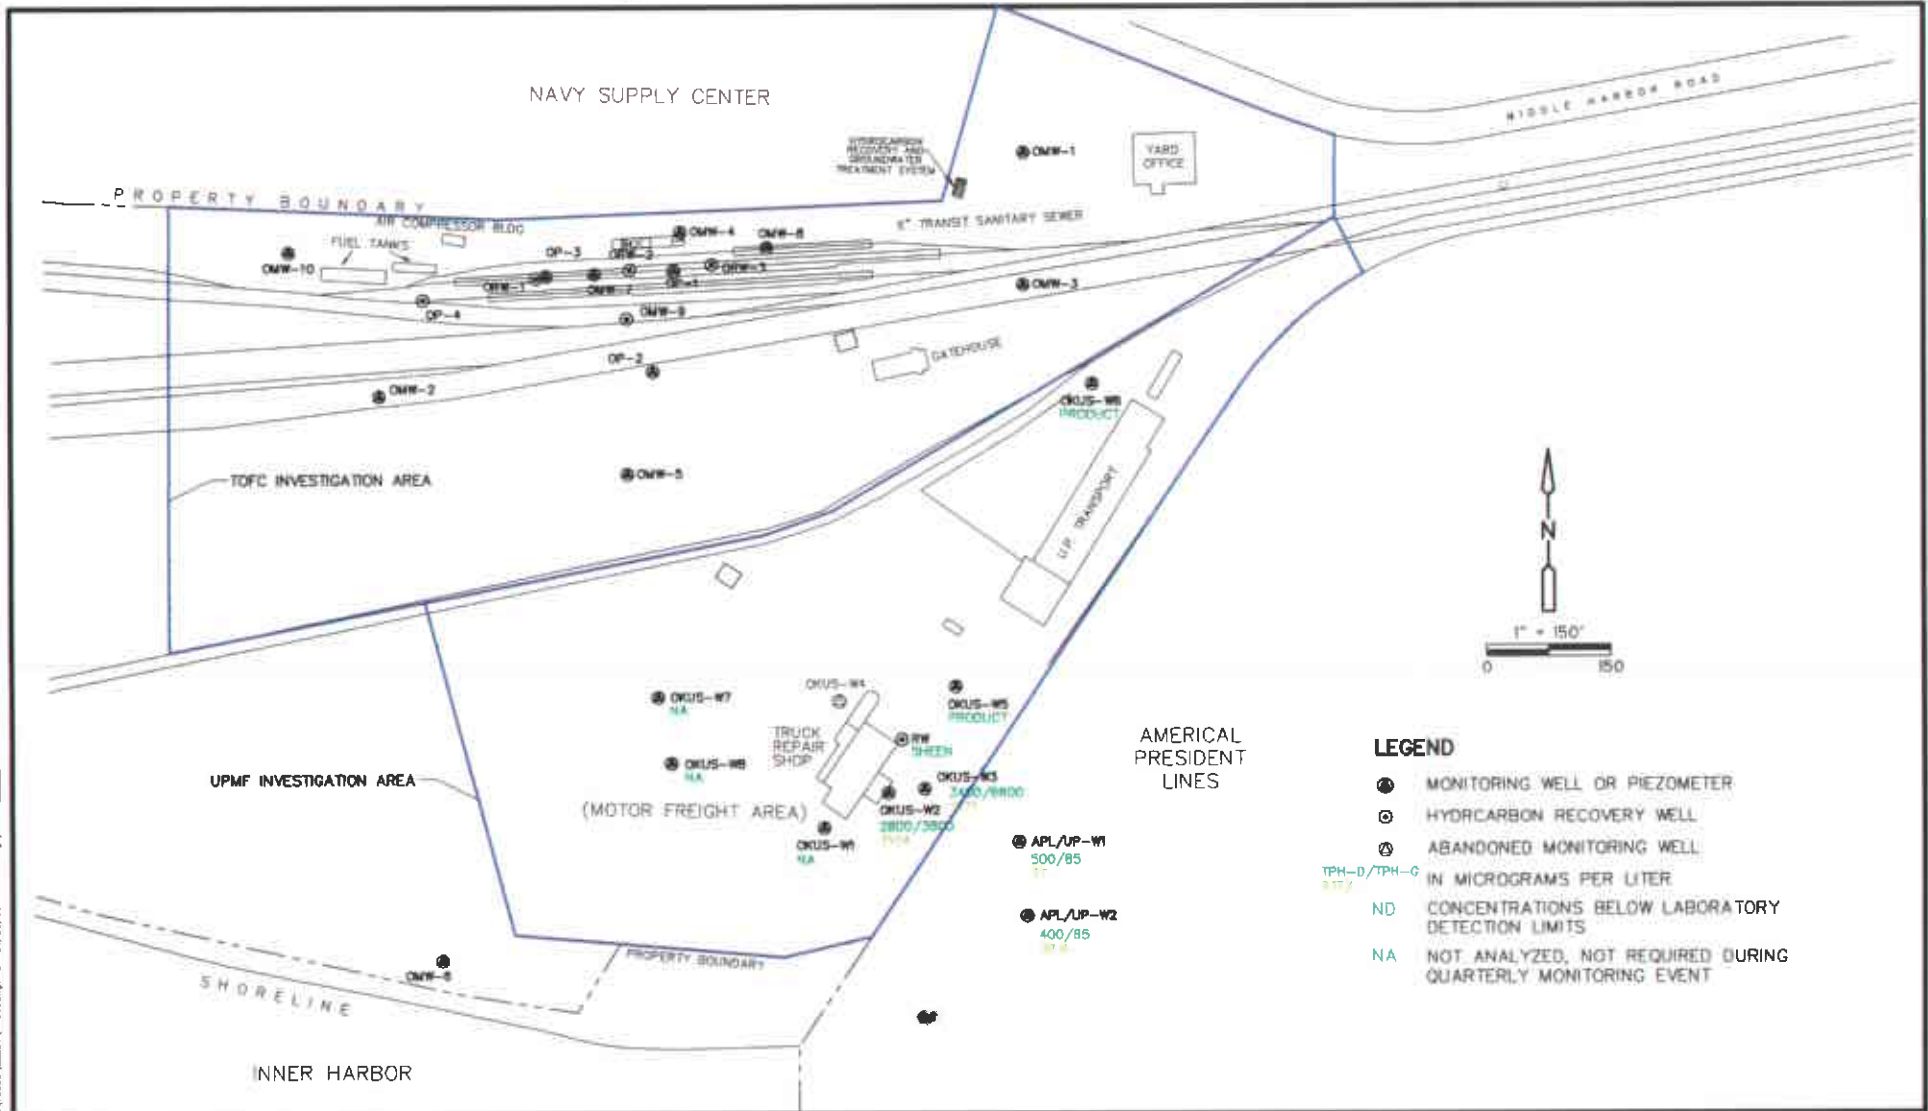 NAVY SUPPLY CENTER
MIDDLE HARBOR ROAD
HYDROCARBON
RECOVERY AND
GROUNDWATER
TREATMENT SYSTEM
OMW-1
YARD
OFFICE
PROPERTY BOUNDARY
AIR COMPRESSOR BLDG
TRANSIT SANITARY SEWER
FUEL TANKS
OMW-4
OMW-8
OP-3
ORW-2
OMW-10
ORW-1
OMW-7
OP-1
ORW-3
OMW-3
OP-4
OMW-9
OP-2
GATEHOUSE
OMW-2
PRODUCT
OMW-5
TOFC INVESTIGATION AREA
U.P. TRANSPORT
N
1" = 150'
0 150
OKUS-W7
NA
OKUS-W4
OKUS-W5
PRODUCT
TRUCK
REPAIR
SHOP
RW
SHEEN
OKUS-W8
NA
OKUS-W3
UPMF INVESTIGATION AREA
(MOTOR FREIGHT AREA)
OKUS-W2
2800/3800
OKUS-W1
NA
AMERICAL
PRESIDENT
LINES
APL/UP-W1
500/85
APL/UP-W2
400/85
PROPERTY BOUNDARY
OMW-6
SHORELINE
INNER HARBOR
LEGEND
MONITORING WELL OR PIEZOMETER
HYDRCARBON RECOVERY WELL
ABANDONED MONITORING WELL
TPH-D/TPH-G IN MICROGRAMS PER LITER
ND CONCENTRATIONS BELOW LABORATORY
DETECTION LIMITS
NA NOT ANALYZED, NOT REQUIRED DURING
QUARTERLY MONITORING EVENT